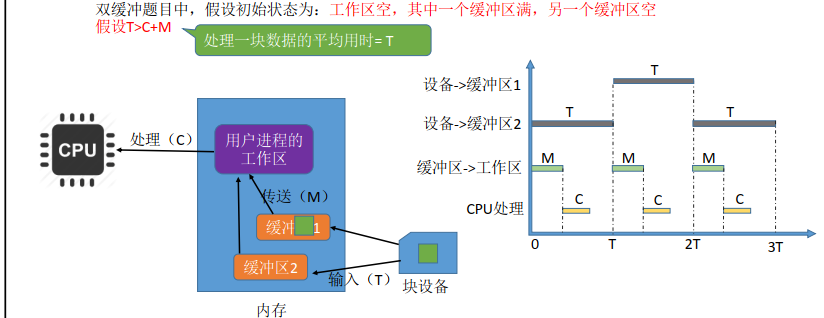 双缓冲题目中，假设初始状态为：工作区空，其中一个缓冲区满，另一个缓冲区空
假设T>C+M
处理一块数据的平均用时= T
CPU
处理（C）
用户进程的
工作区
传送（M）
缓冲 1
缓冲区2
输入（T）
块设备
内存
设备->缓冲区1
T
设备->缓冲区2
T
T
缓冲区->工作区
M
M
M
CPU处理
C
C
C
0
T
2T
3T